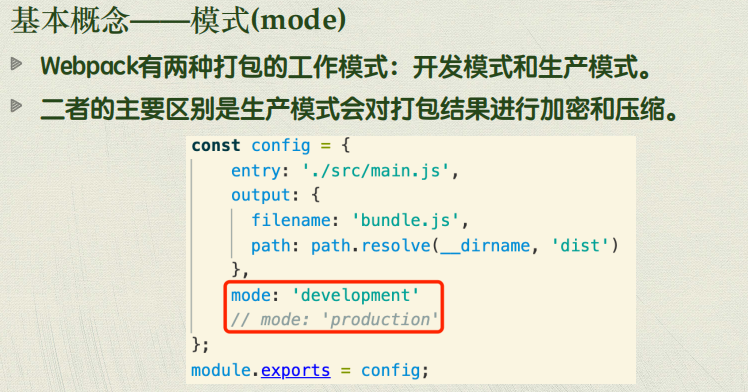 基本概念——模式(mode)
Webpack有两种打包的工作模式：开发模式和生产模式。
二者的主要区别是生产模式会对打包结果进行加密和压缩。
const config = {
entry: './src/main.js',
output: {
filename: 'bundle.js',
path: path.resolve(__dirname, 'dist')
},
mode: 'development'
// mode: 'production'
};
module.exports = config;